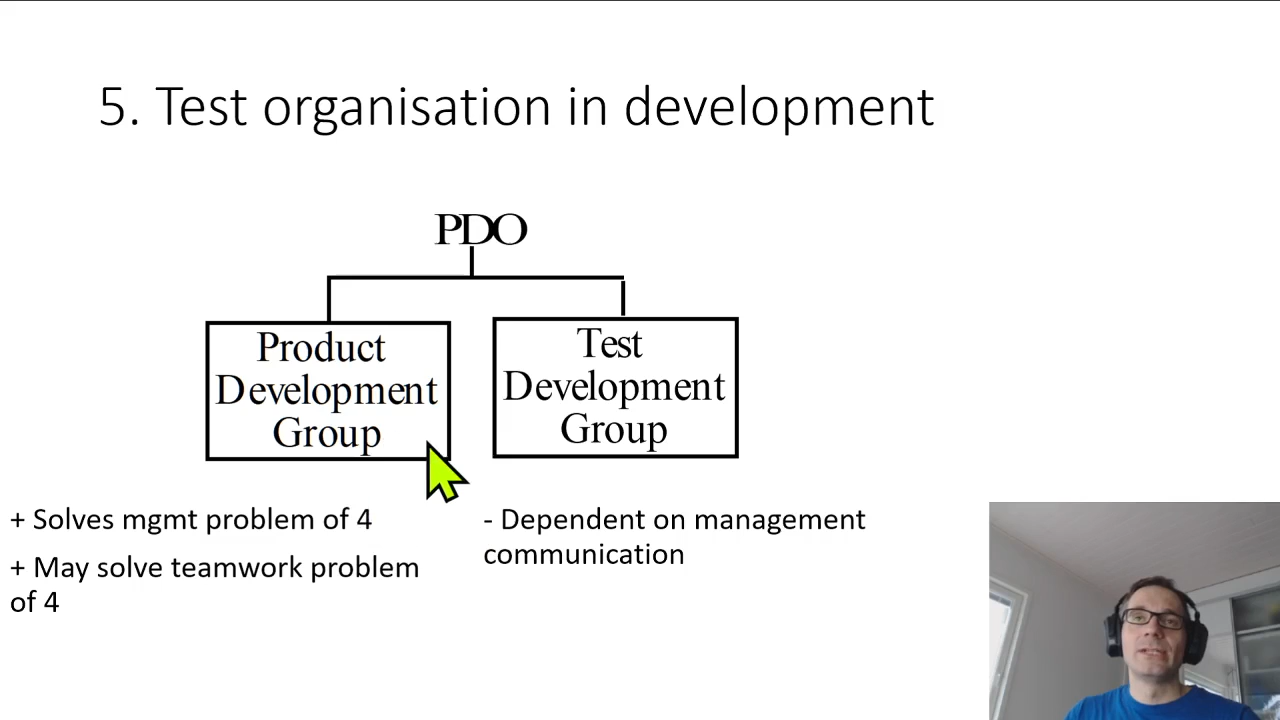 5. Test organisation in development
PDO
Product
Development
Group
Test
Development
Group
+ Solves mgmt problem of 4
+ May solve teamwork problem
of 4
- Dependent on management
communication